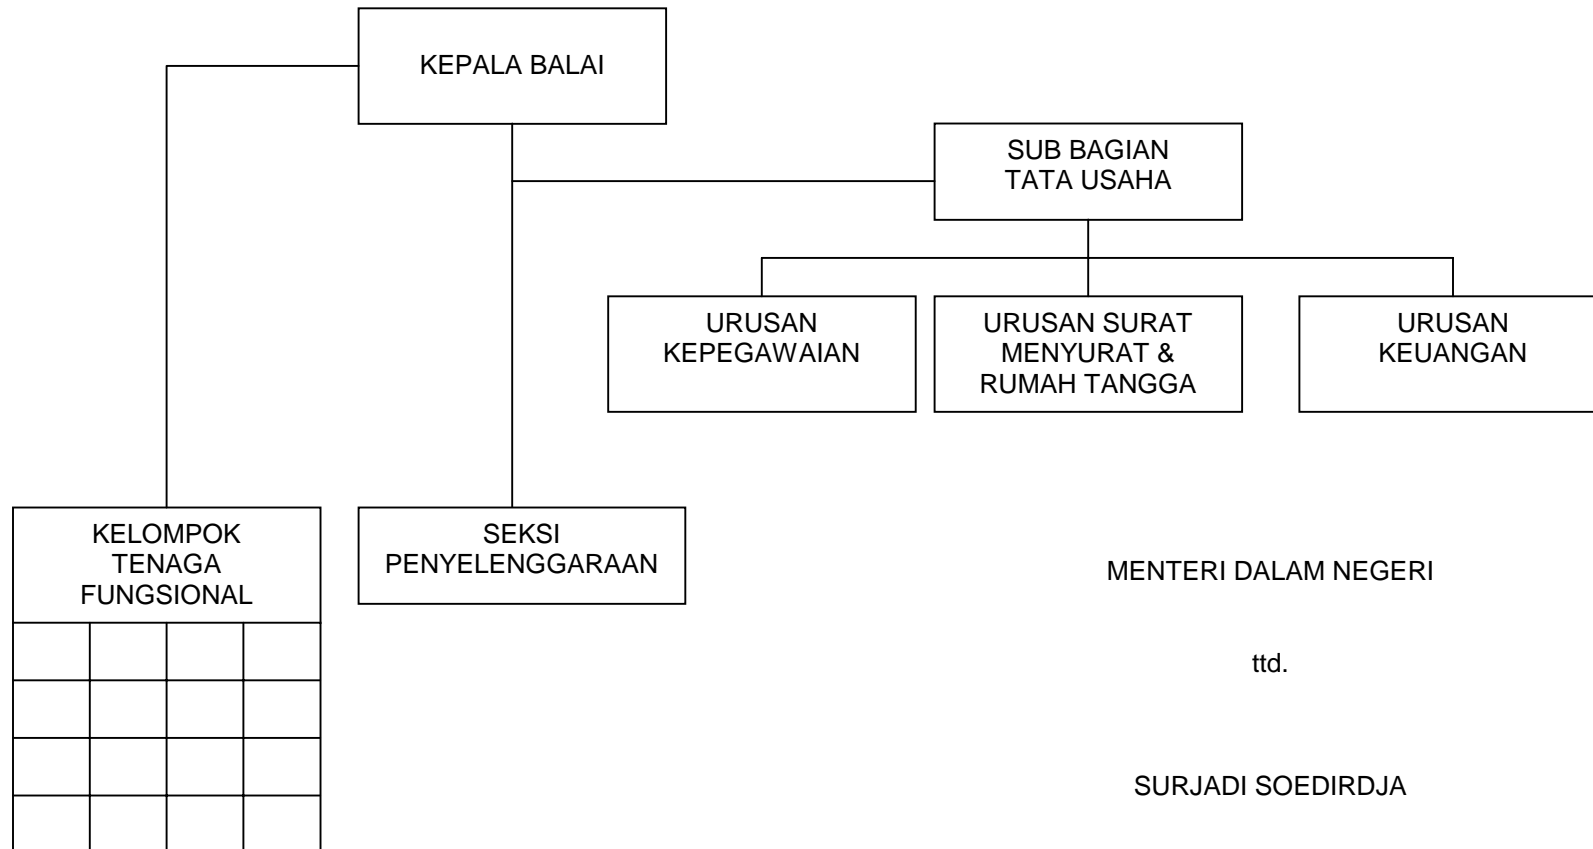 KEPALA BALAI
SUB BAGIAN
TATA USAHA
URUSAN
KEPEGAWAIAN
URUSAN SURAT
MENYURAT &
RUMAH TANGGA
URUSAN
KEUANGAN
KELOMPOK
TENAGA
FUNGSIONAL
SEKSI
PENYELENGGARAAN
MENTERI DALAM NEGERI
ttd.
SURJADI SOEDIRDJA